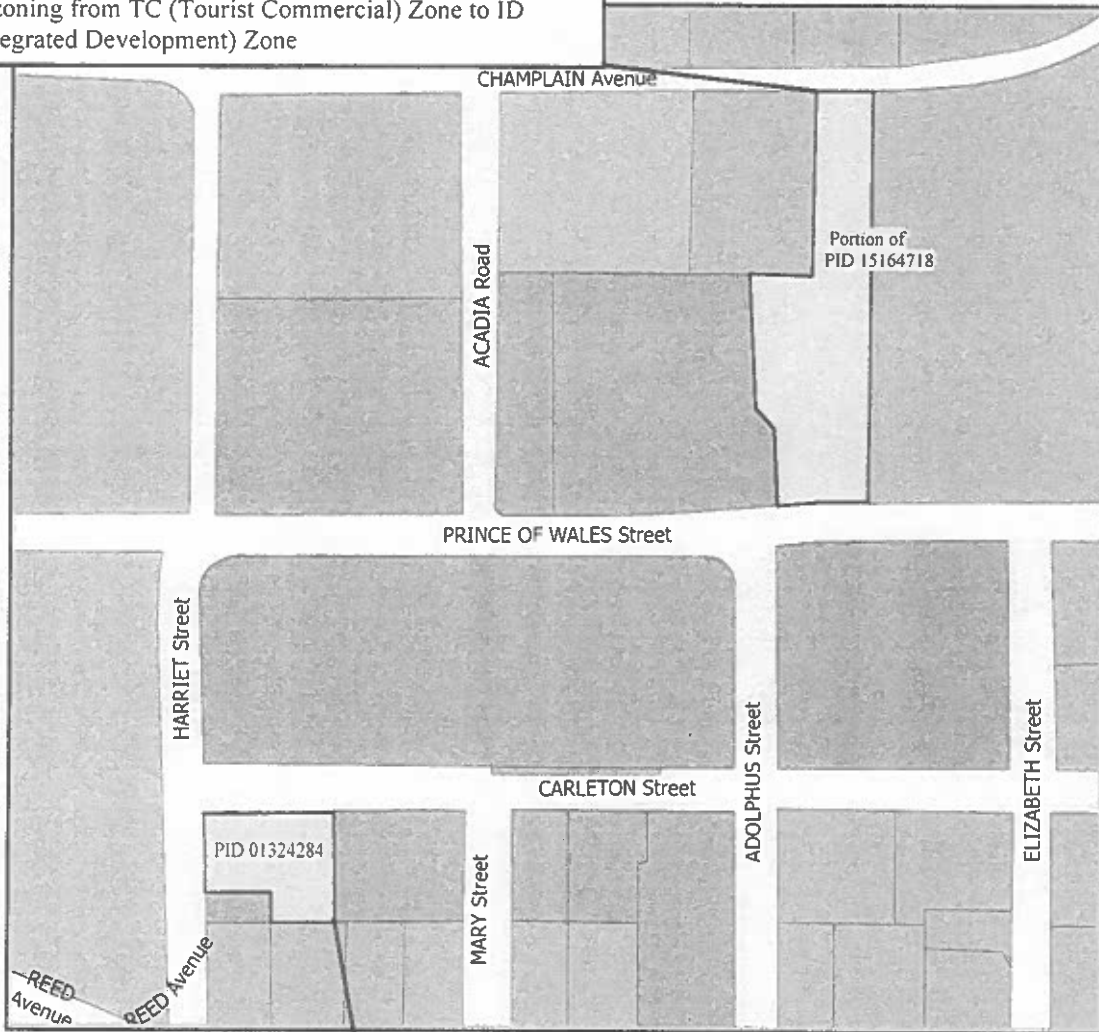 zoning from TC (Tourist Commercial) Zone to ID
egrated Development) Zone
CHAMPLAIN Avenue
Portion of
PID 15164718
ACADIA Road
PRINCE OF WALES Street
HARRIET Street
CARLETON Street
ADOLPHUS Street
ELIZABETH Street
PID 01324284
MARY Street
REED
Avenue
REED Avenue